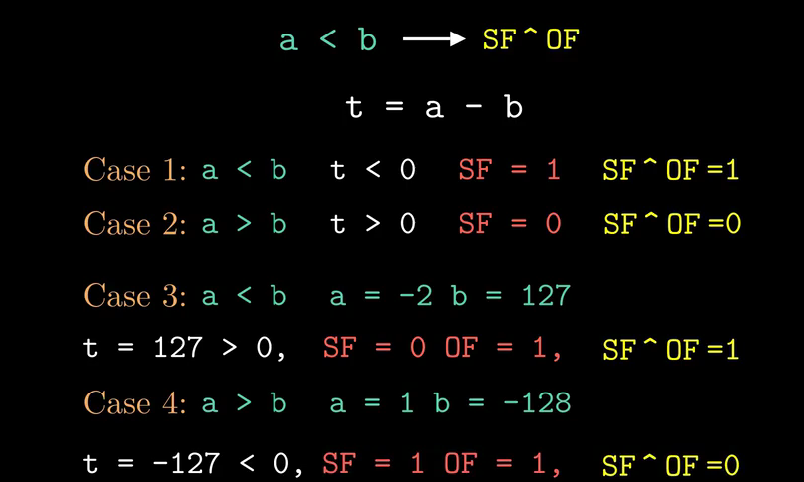 a < b → SF^OF
t = a - b
Case 1: a < b t < 0 SF = 1 SF^OF=1
Case 2: a > b t > 0 SF = 0 SF^OF=0
Case 3: a < b a = -2 b = 127
t = 127 > 0, SF = 0 OF = 1, SF^OF=1
Case 4: a > b a = 1 b = -128
t = -127 < 0, SF = 1 OF = 1, SF^OF=0